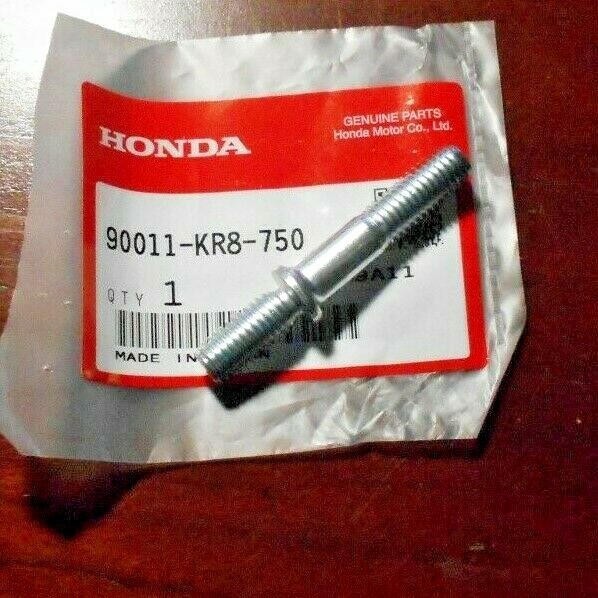 HONDA
GENUINE PARTS
Honda Motor Co., Ltd.
90011-KR8-750
QTY 1
MADE IN